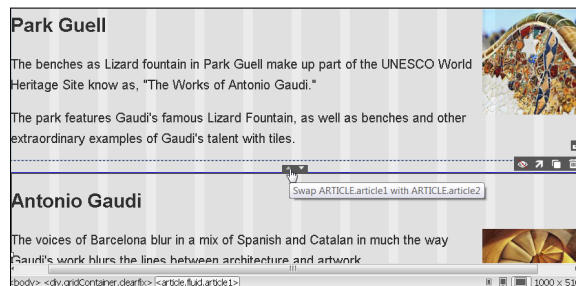 Park Guell
The benches as Lizard fountain in Park Guell make up part of the UNESCO World
Heritage Site know as, "The Works of Antonio Gaudi."
The park features Gaudi's famous Lizard Fountain, as well as benches and other
extraordinary examples of Gaudi's talent with tiles.
Swap ARTICLE.article1 with ARTICLE.article2
Antonio Gaudi
The voices of Barcelona blur in a mix of Spanish and Catalan in much the way
Gaudi's work blurs the lines between architecture and artwork.
<body> <div.gridContainer.clearfix> <article.fluid.article1>
1000 x 510